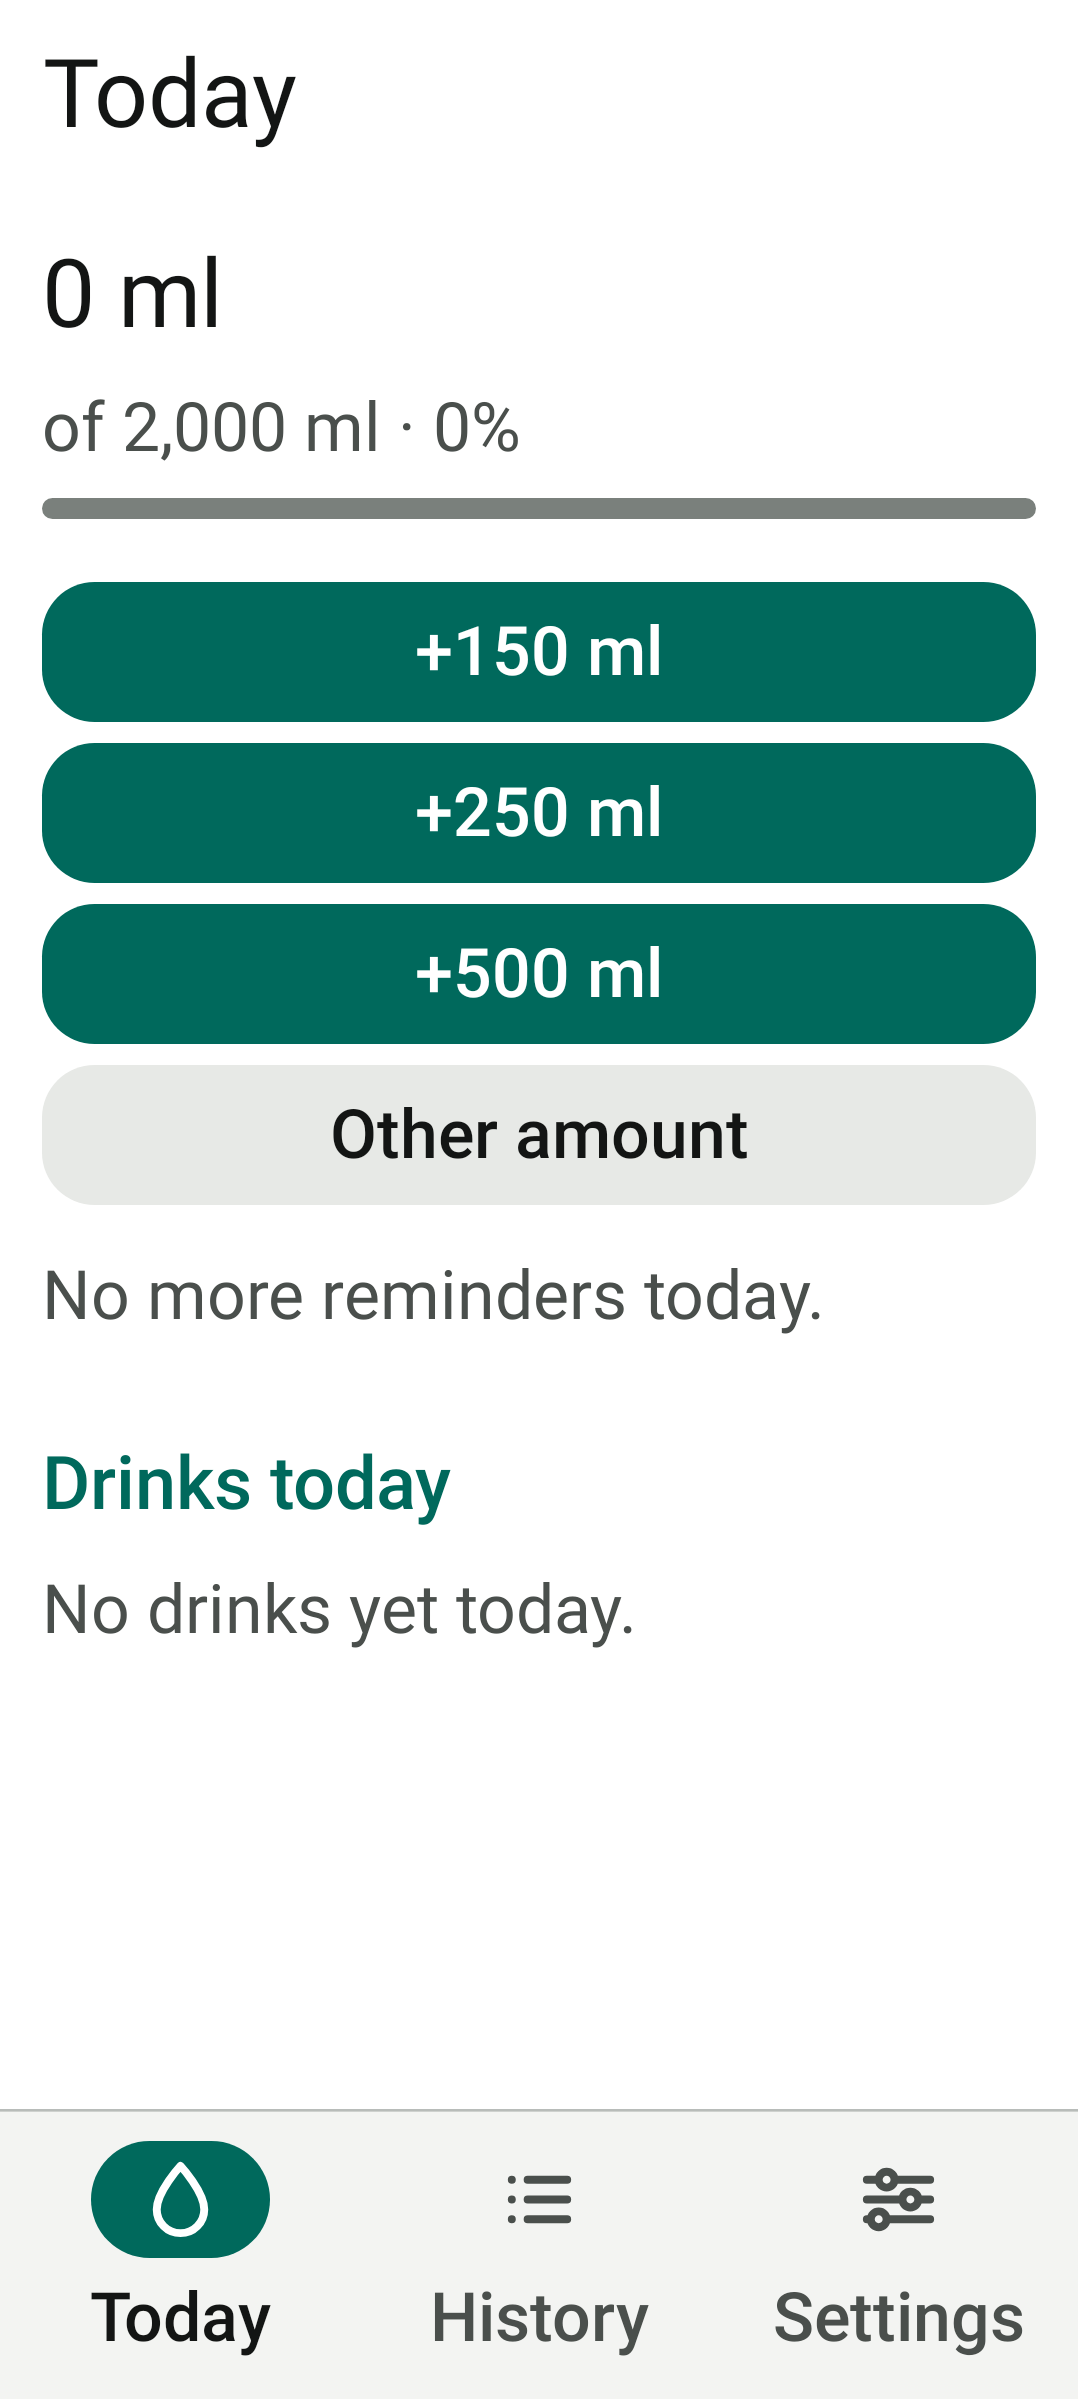 Today
0 ml
of 2,000 ml · 0%
+150 ml
+250 ml
+500 ml
Other amount
No more reminders today.
Drinks today
No drinks yet today.
Today
History
Settings